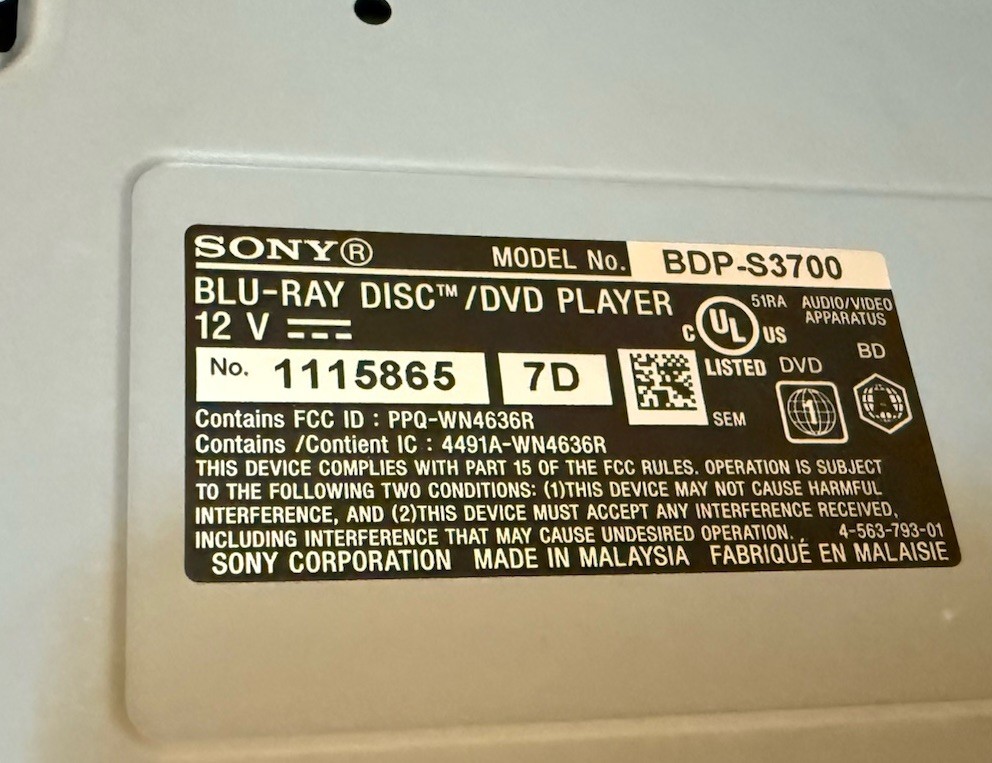 SONY® MODEL No. BDP-S3700
BLU-RAY DISC™/DVD PLAYER
12 V
C UL US
LISTED
51RA AUDIO/VIDEO
APPARATUS
No. 1115865 7D
SEM
DVD
1
BD
Contains FCC ID : PPQ-WN4636R
Contains /Contient IC : 4491A-WN4636R
THIS DEVICE COMPLIES WITH PART 15 OF THE FCC RULES. OPERATION IS SUBJECT
TO THE FOLLOWING TWO CONDITIONS: (1)THIS DEVICE MAY NOT CAUSE HARMFUL
INTERFERENCE, AND (2)THIS DEVICE MUST ACCEPT ANY INTERFERENCE RECEIVED,
INCLUDING INTERFERENCE THAT MAY CAUSE UNDESIRED OPERATION. 4-563-793-01
SONY CORPORATION MADE IN MALAYSIA FABRIQUÉ EN MALAISIE